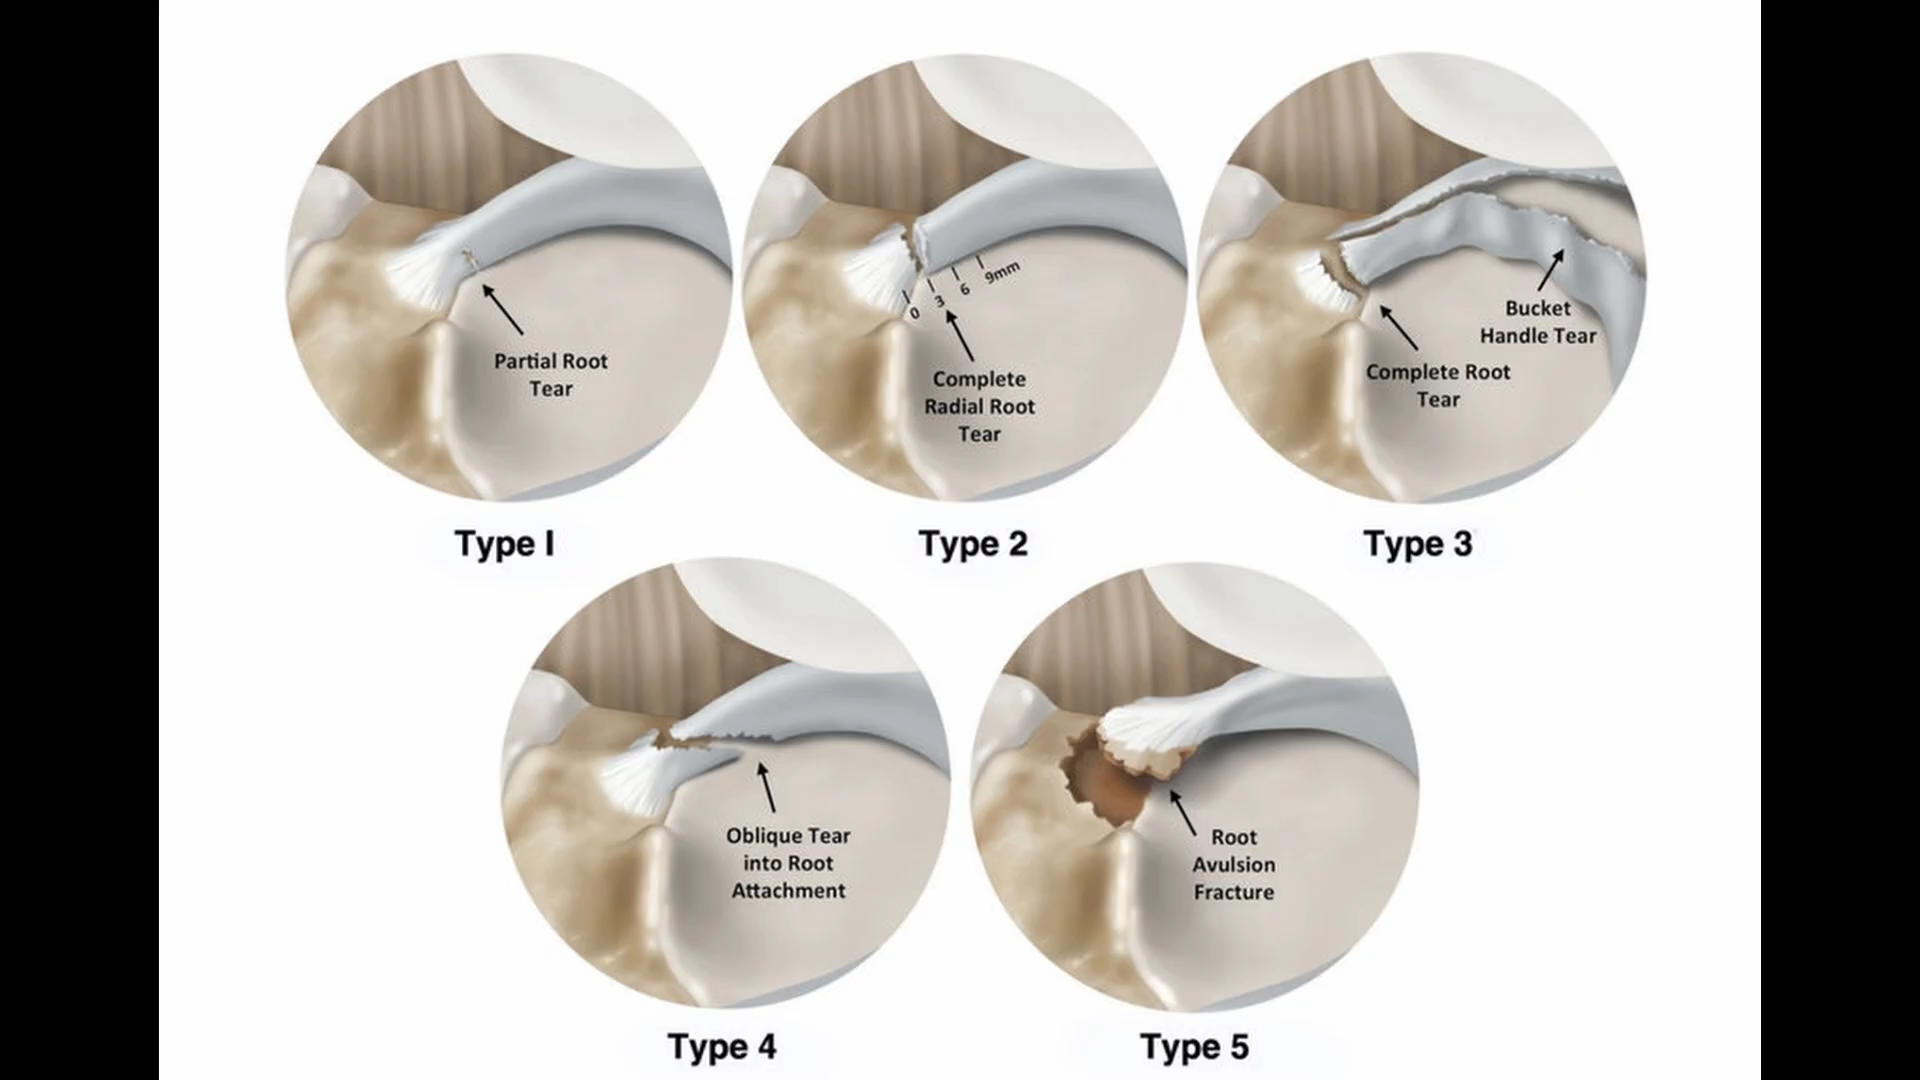 Partial Root
Tear
Type I
0 3 6 9mm
Complete
Radial Root
Tear
Type 2
Bucket
Handle Tear
Complete Root
Tear
Type 3
Oblique Tear
into Root
Attachment
Type 4
Root
Avulsion
Fracture
Type 5